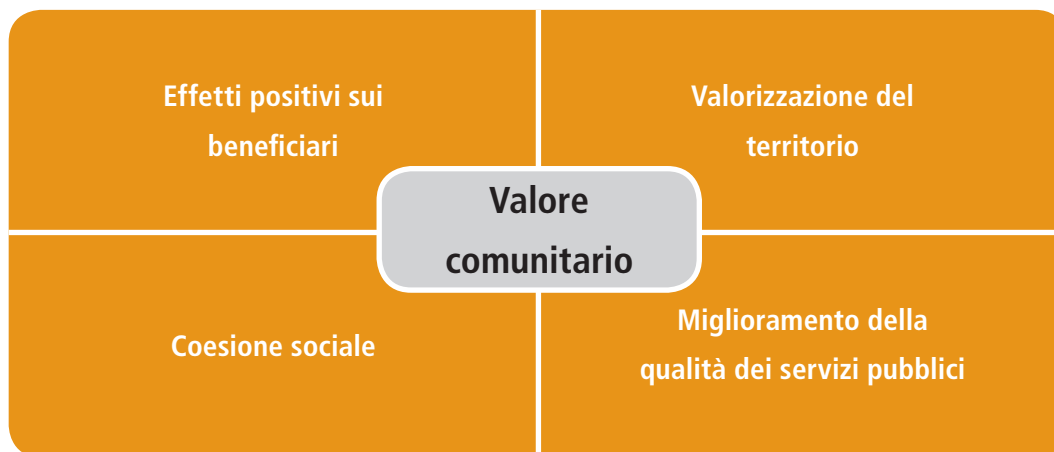 Effetti positivi sui
beneficiari
Valorizzazione del
territorio
Valore
comunitario
Coesione sociale
Miglioramento della
qualità dei servizi pubblici